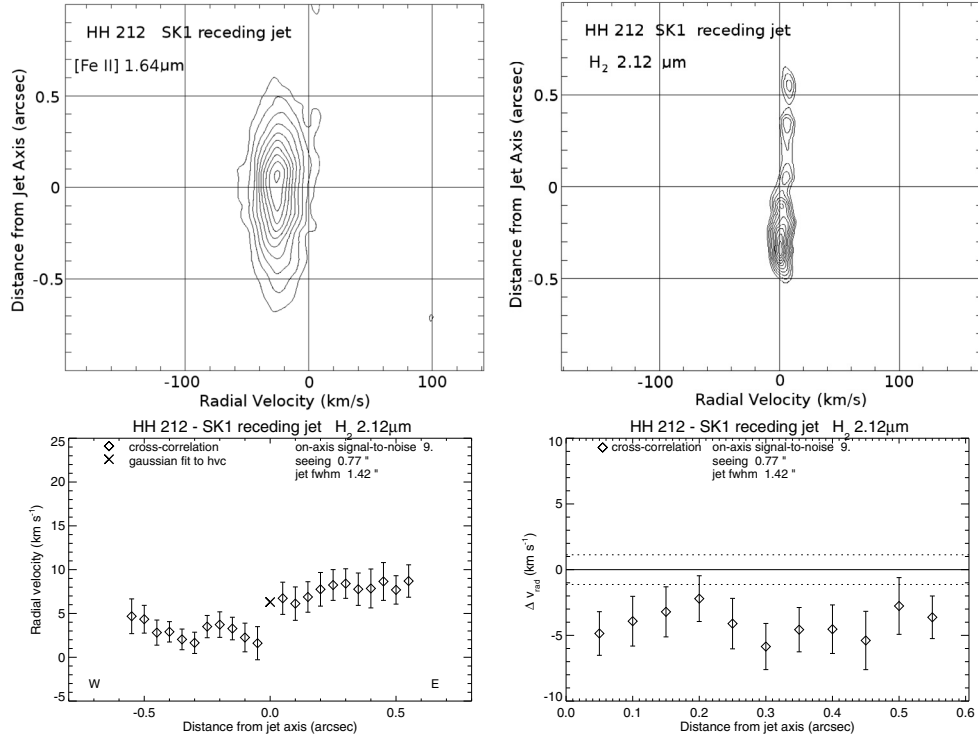 HH 212 SK1 receding jet
[Fe II] 1.64μm
0.5
0
-0.5
-100
0
100
Distance from Jet Axis (arcsec)
Radial Velocity (km/s)
HH 212 SK1 receding jet
H2 2.12 μm
0.5
0
-0.5
-100
0
100
Distance from Jet Axis (arcsec)
Radial Velocity (km/s)
HH 212 - SK1 receding jet H2 2.12μm
cross-correlation
gaussian fit to hvc
on-axis signal-to-noise 9.
seeing 0.77 "
jet fwhm 1.42 "
25
20
15
10
5
0
-5
Radial velocity (km s-1)
W
E
-0.5
0.0
0.5
Distance from jet axis (arcsec)
HH 212 - SK1 receding jet H2 2.12μm
cross-correlation
on-axis signal-to-noise 9.
seeing 0.77 "
jet fwhm 1.42 "
10
5
0
-5
-10
Δ vrad (km s-1)
0.0
0.1
0.2
0.3
0.4
0.5
0.6
Distance from jet axis (arcsec)